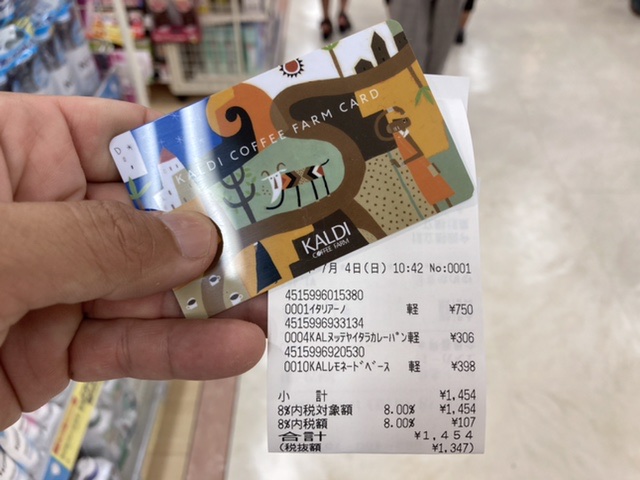 KALDI COFFEE FARM CARD
KALDI
COFFEE FARM
7月 4日(日) 10:42 No:0001
4515996015380
0001イタリアーノ 軽 ¥750
4515996933134
0004KALヌッテヤイタラカレーパン軽 ¥306
4515996920530
0010KALレモネードベース 軽 ¥398
小 計 ¥1,454
8%内税対象額 8.00% ¥1,454
8%内税額 8.00% ¥107
合計 ¥1,454
(税抜額 ¥1,347)